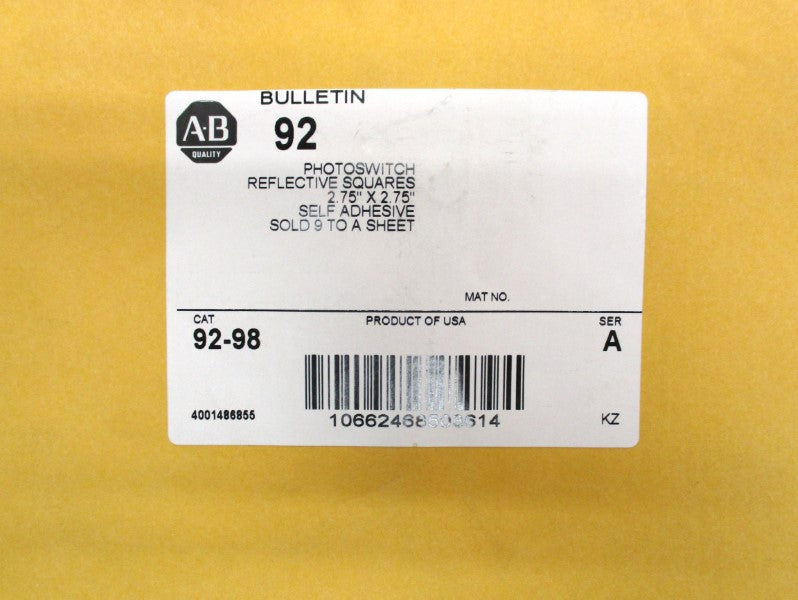 BULLETIN
A-B
QUALITY
92
PHOTOSWITCH
REFLECTIVE SQUARES
2.75" X 2.75"
SELF ADHESIVE
SOLD 9 TO A SHEET
MAT NO.
CAT
PRODUCT OF USA
SER
92-98
A
4001486855
KZ